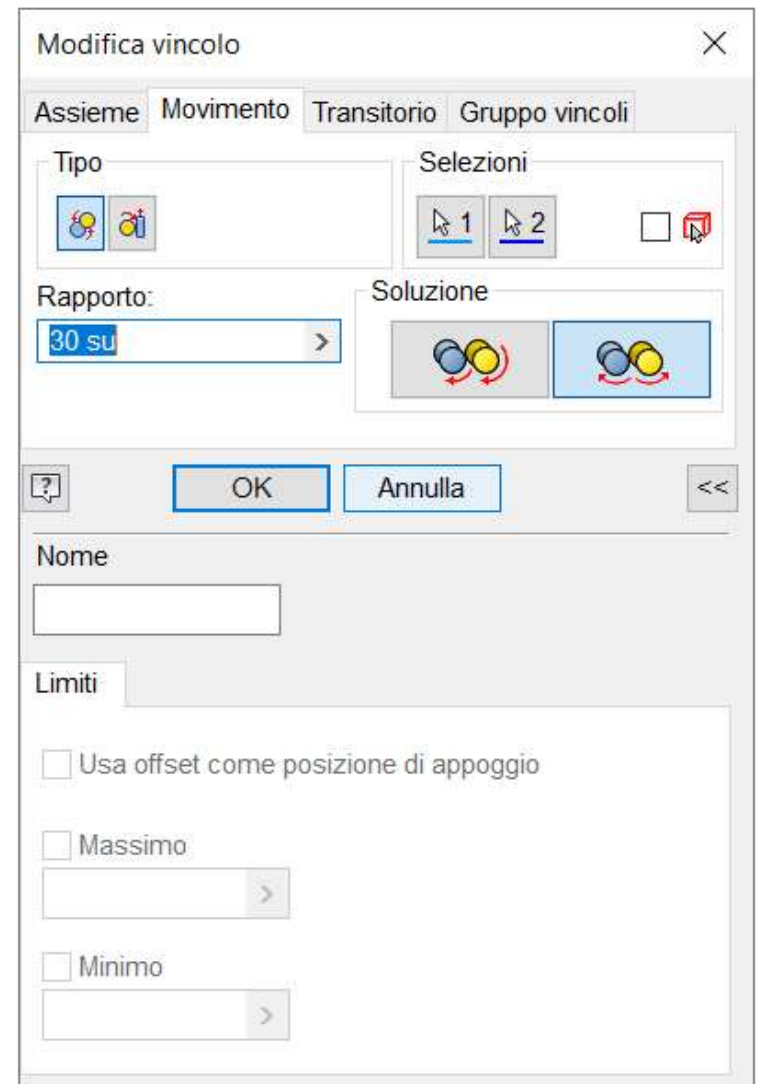 Modifica vincolo
Assieme Movimento Transitorio Gruppo vincoli
Tipo
Selezioni
1 2
Rapporto:
30 su >
Soluzione
? OK Annulla <<
Nome
Limiti
Usa offset come posizione di appoggio
Massimo
>
Minimo
>